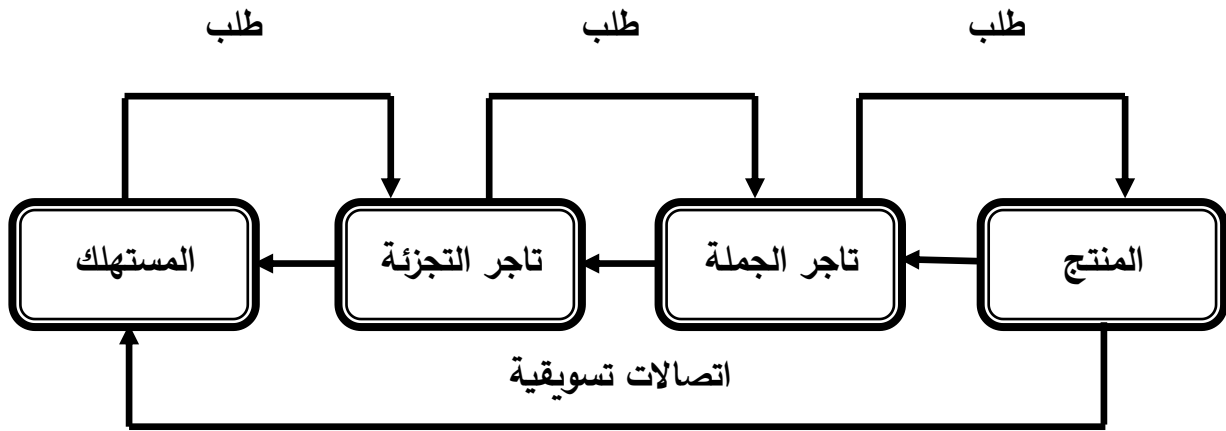 طلب
طلب
طلب
المنتج
تاجر الجملة
تاجر التجزئة
المستهلك
اتصالات تسويقية